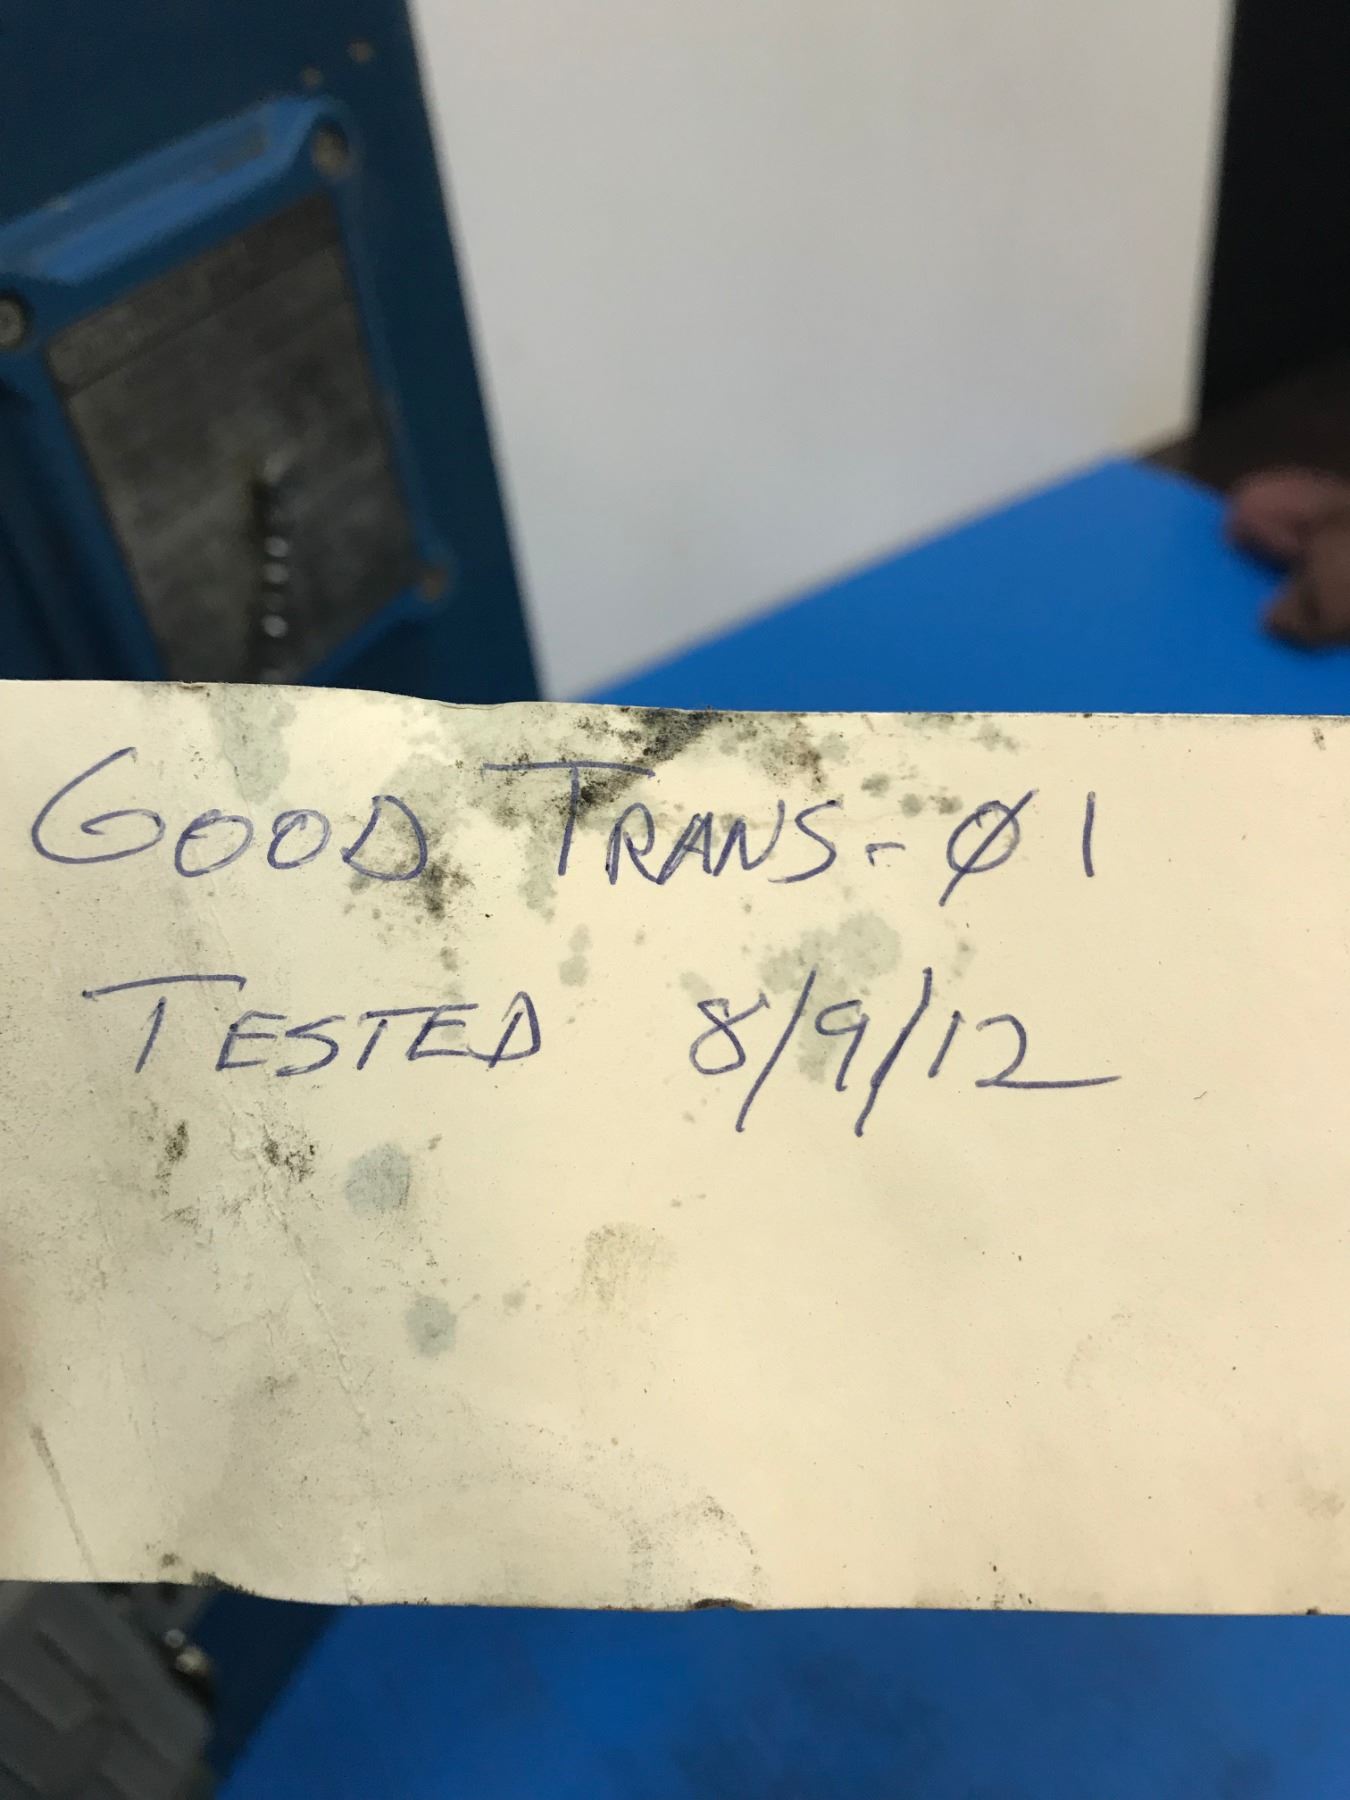 GOOD TRANS-Ø1
TESTED 8/9/12